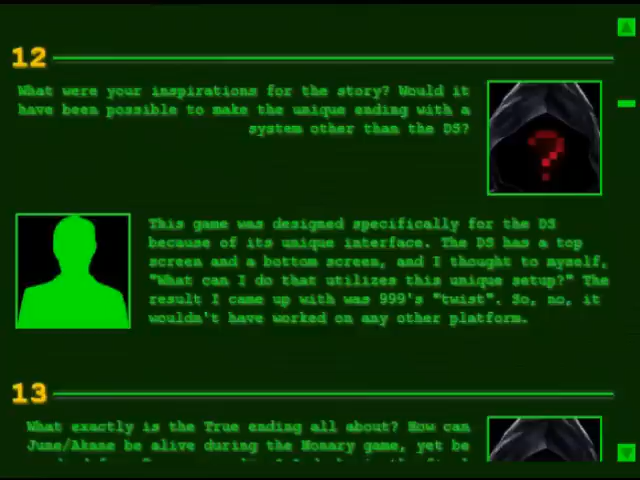 12
What were your inspirations for the story? Would it
have been possible to make the unique ending with a
system other than the DS?
?
This game was designed specifically for the DS
because of its unique interface. The DS has a top
screen and a bottom screen, and I thought to myself,
"What can I do that utilizes this unique setup?" The
result I came up with was 999's "twist". So, no, it
wouldn't have worked on any other platform.
13
What exactly is the True ending all about? How can
June/Akane be alive during the Nonary game, yet be